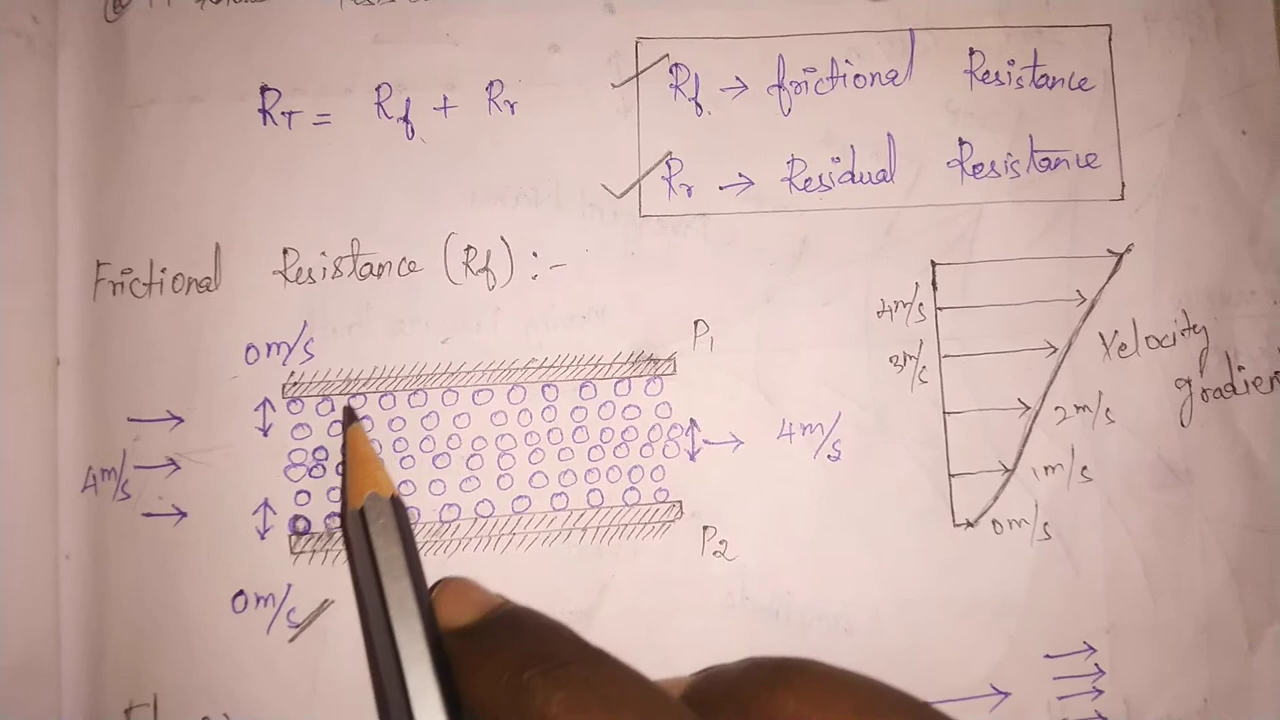 RT = Rf + Rr
Rf → frictional Resistance
Rr → Residual Resistance
Frictional Resistance (Rf) :-
0m/s
P1
4m/s
4m/s
P2
0m/s
4m/s
3m/s
2m/s
1m/s
0m/s
Velocity
gradien